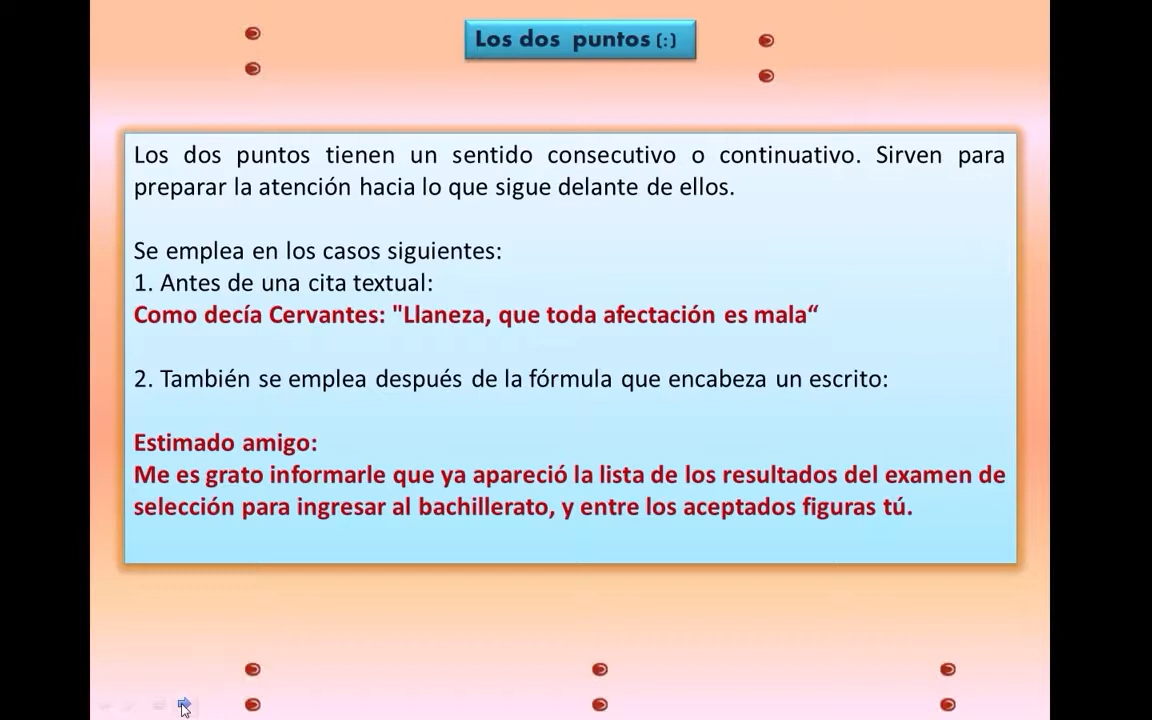 Los dos puntos (:)
Los dos puntos tienen un sentido consecutivo o continuativo. Sirven para
preparar la atención hacia lo que sigue delante de ellos.
Se emplea en los casos siguientes:
1. Antes de una cita textual:
Como decía Cervantes: "Llaneza, que toda afectación es mala“
2. También se emplea después de la fórmula que encabeza un escrito:
Estimado amigo:
Me es grato informarle que ya apareció la lista de los resultados del examen de
selección para ingresar al bachillerato, y entre los aceptados figuras tú.